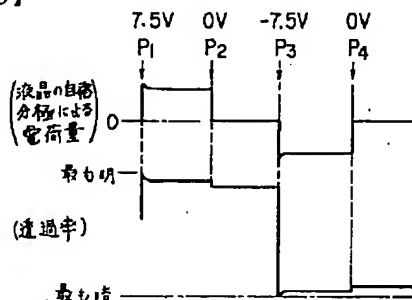 7.5V 0V -7.5V 0V
P1 P2 P3 P4
(液晶の自発
分極による
電荷量)
0
最も明
(透過率)
最も暗